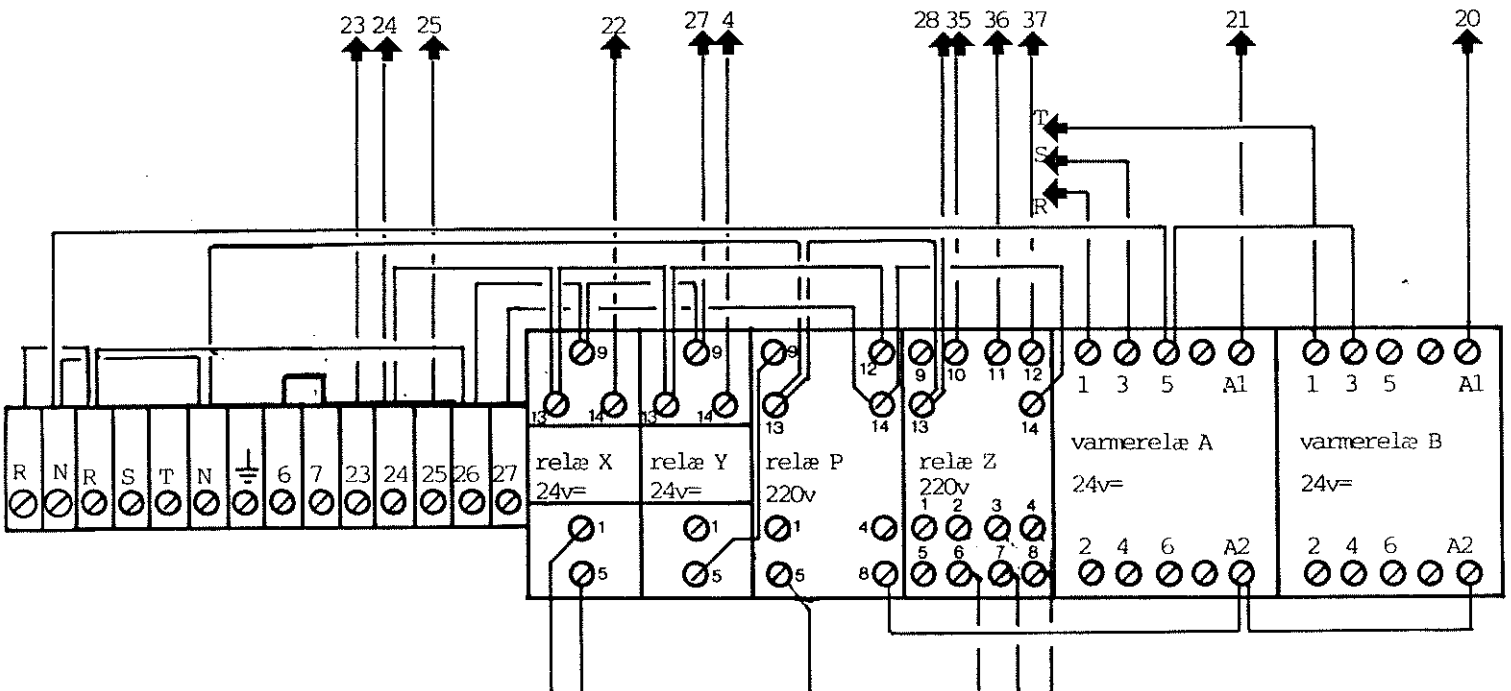 23 24 25 22 27 4 28 35 36 37 21 20
T
S
R
9 9 9 12 9 10 11 12
1 3 5 A1 1 3 5 A1
13 14 13 14 13 14 13 14
varmerelæ A varmerelæ B
relæ X relæ Y relæ P relæ Z
R N R S T N 6 7 23 24 25 26 27
24v= 24v= 220v 220v 24v= 24v=
1 1 1 4 1 2 3 4
5 6 7 8
2 4 6 A2 2 4 6 A2
5 5 5 8